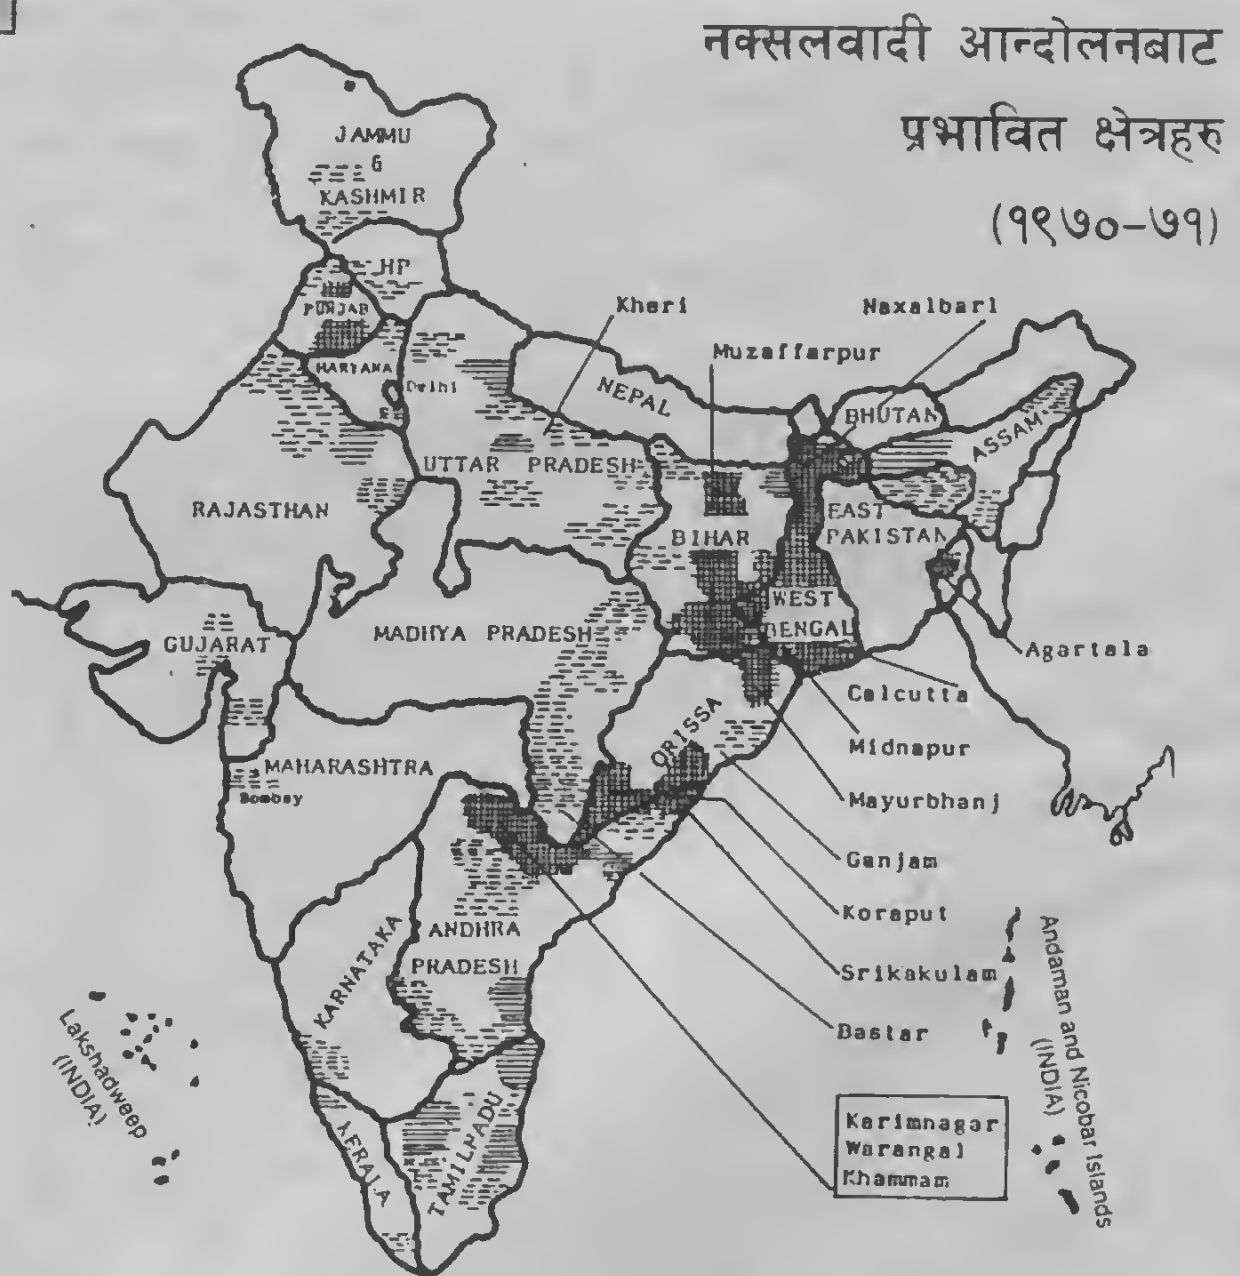 नक्सलवादी आन्दोलनबाट
प्रभावित क्षेत्रहरु
(१९७०-७१)
JAMMU
&
KASHMIR
HP
PUNJAB
HARYANA
Delhi
Kheri
Naxalbari
Muzaffarpur
NEPAL
BHUTAN
ASSAM
UTTAR PRADESH
RAJASTHAN
BIHAR
EAST
PAKISTAN
WEST
BENGAL
GUJARAT
MADHYA PRADESH
Agartala
Calcutta
ORISSA
Midnapur
MAHARASHTRA
Bombay
Mayurbhanj
Ganjam
Koraput
ANDHRA
PRADESH
Srikakulam
KARNATAKA
Bastar
Lakshadweep
(INDIA)
Andaman and Nicobar Islands
(INDIA)
Karimnagar
Warangal
Khammam
KERALA
TAMILNADU